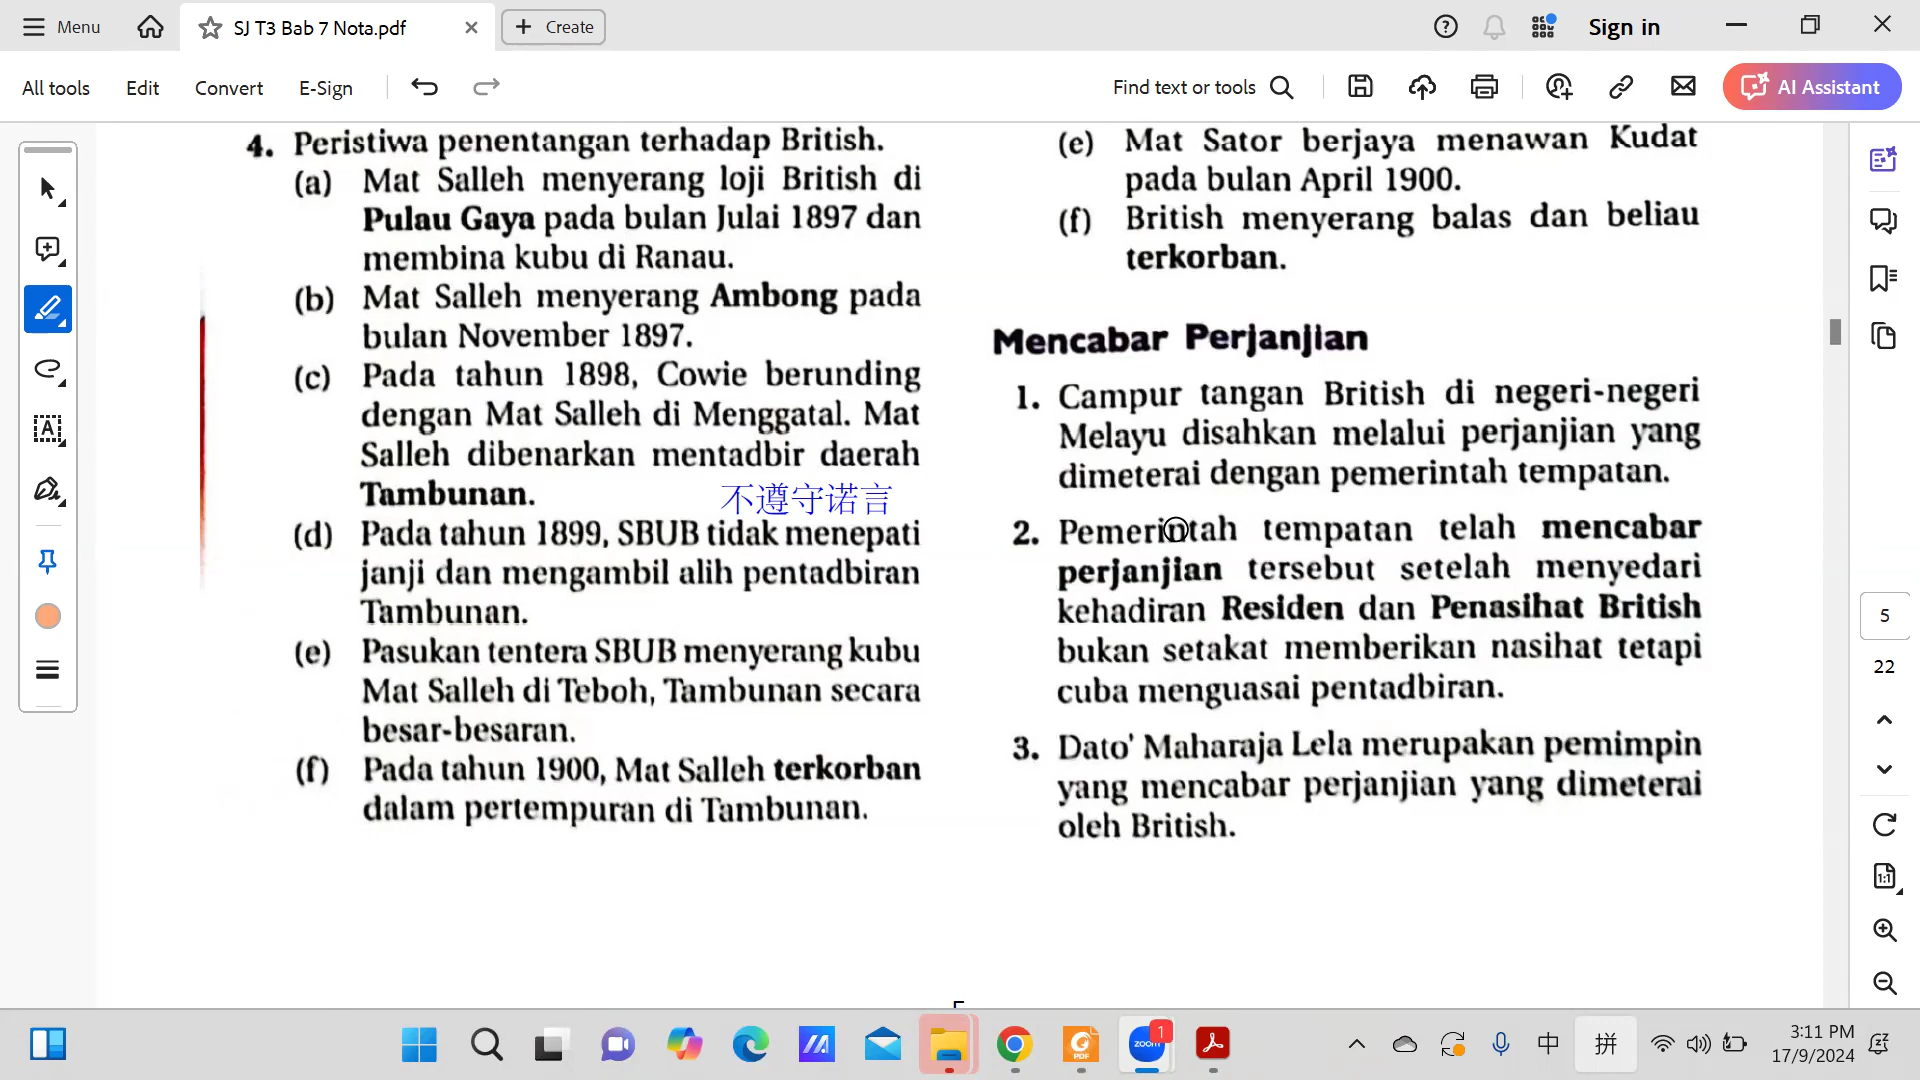 Menu
SJ T3 Bab 7 Nota.pdf
Create
Sign in
All tools
Edit
Convert
E-Sign
Find text or tools
AI Assistant
4. Peristiwa penentangan terhadap British.
(a) Mat Salleh menyerang loji British di
Pulau Gaya pada bulan Julai 1897 dan
membina kubu di Ranau.
(b) Mat Salleh menyerang Ambong pada
bulan November 1897.
(c) Pada tahun 1898, Cowie berunding
dengan Mat Salleh di Menggatal. Mat
Salleh dibenarkan mentadbir daerah
Tambunan.
不遵守诺言
(d) Pada tahun 1899, SBUB tidak menepati
janji dan mengambil alih pentadbiran
Tambunan.
(e) Pasukan tentera SBUB menyerang kubu
Mat Salleh di Teboh, Tambunan secara
besar-besaran.
(f) Pada tahun 1900, Mat Salleh terkorban
dalam pertempuran di Tambunan.
(e) Mat Sator berjaya menawan Kudat
pada bulan April 1900.
(f) British menyerang balas dan beliau
terkorban.
Mencabar Perjanjian
1. Campur tangan British di negeri-negeri
Melayu disahkan melalui perjanjian yang
dimeterai dengan pemerintah tempatan.
2. Pemerintah tempatan telah mencabar
perjanjian tersebut setelah menyedari
kehadiran Residen dan Penasihat British
bukan setakat memberikan nasihat tetapi
cuba menguasai pentadbiran.
3. Dato' Maharaja Lela merupakan pemimpin
yang mencabar perjanjian yang dimeterai
oleh British.
5
22
1:1
zoom
1
PDF
中
拼
3:11 PM
17/9/2024